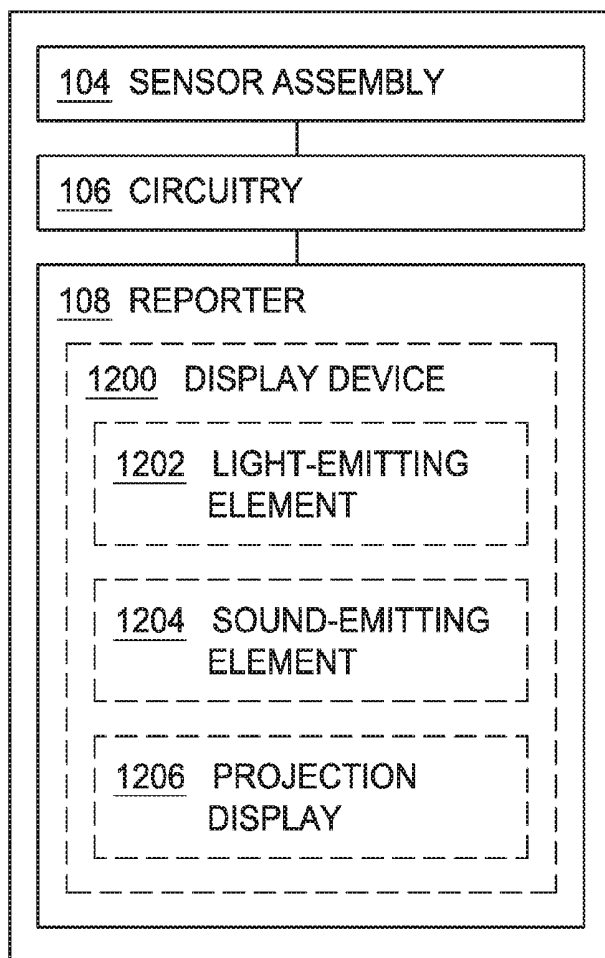 104 SENSOR ASSEMBLY
106 CIRCUITRY
108 REPORTER
1200 DISPLAY DEVICE
1202 LIGHT-EMITTING
ELEMENT
1204 SOUND-EMITTING
ELEMENT
1206 PROJECTION
DISPLAY